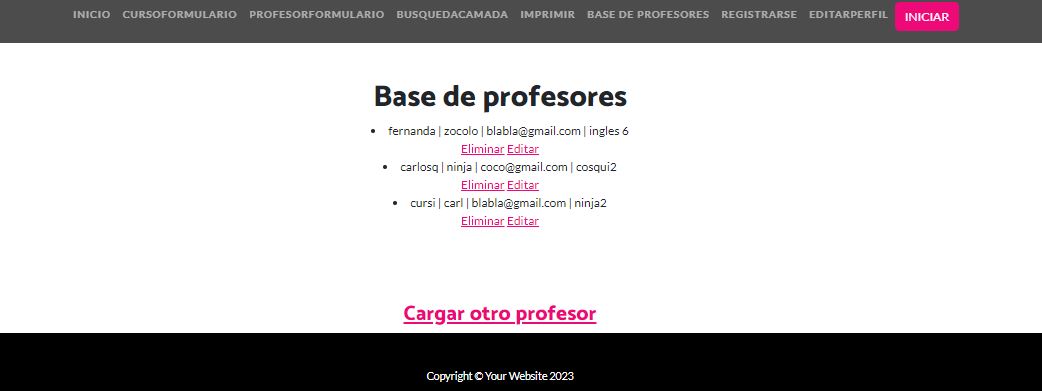 INICIO CURSOFORMULARIO PROFESORFORMULARIO BUSQUEDACAMADA IMPRIMIR BASE DE PROFESORES REGISTRARSE EDITARPERFIL INICIAR
Base de profesores
• fernanda | zocolo | blabla@gmail.com | ingles 6
Eliminar Editar
• carlosq | ninja | coco@gmail.com | cosqui2
Eliminar Editar
• cursi | carl | blabla@gmail.com | ninja2
Eliminar Editar
Cargar otro profesor
Copyright © Your Website 2023